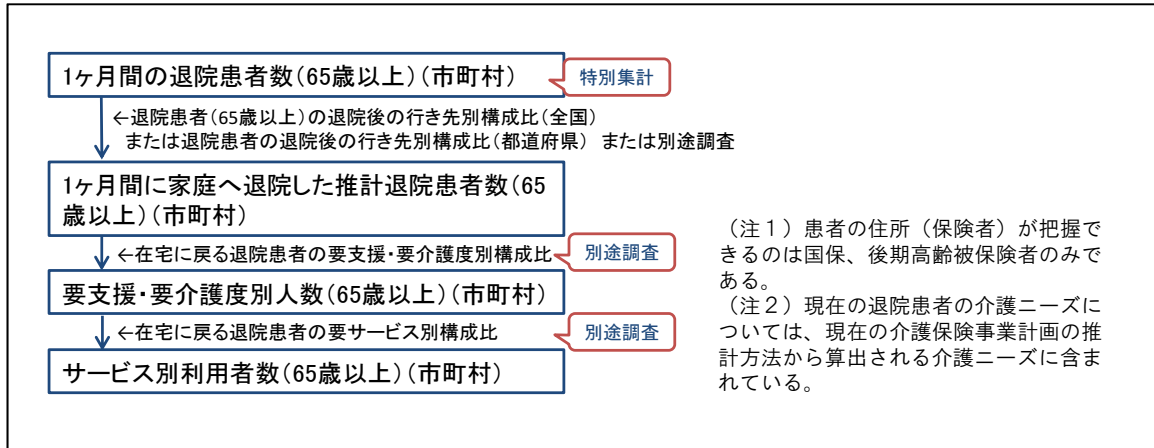 1ヶ月間の退院患者数(65歳以上)(市町村)
特別集計
←退院患者(65歳以上)の退院後の行き先別構成比(全国)
または退院患者の退院後の行き先別構成比(都道府県) または別途調査
1ヶ月間に家庭へ退院した推計退院患者数(65
歳以上)(市町村)
←在宅に戻る退院患者の要支援・要介護度別構成比
別途調査
要支援・要介護度別人数(65歳以上)(市町村)
←在宅に戻る退院患者の要サービス別構成比
別途調査
サービス別利用者数(65歳以上)(市町村)
(注1)患者の住所(保険者)が把握で
きるのは国保、後期高齢被保険者のみで
ある。
(注2)現在の退院患者の介護ニーズに
ついては、現在の介護保険事業計画の推
計方法から算出される介護ニーズに含ま
れている。